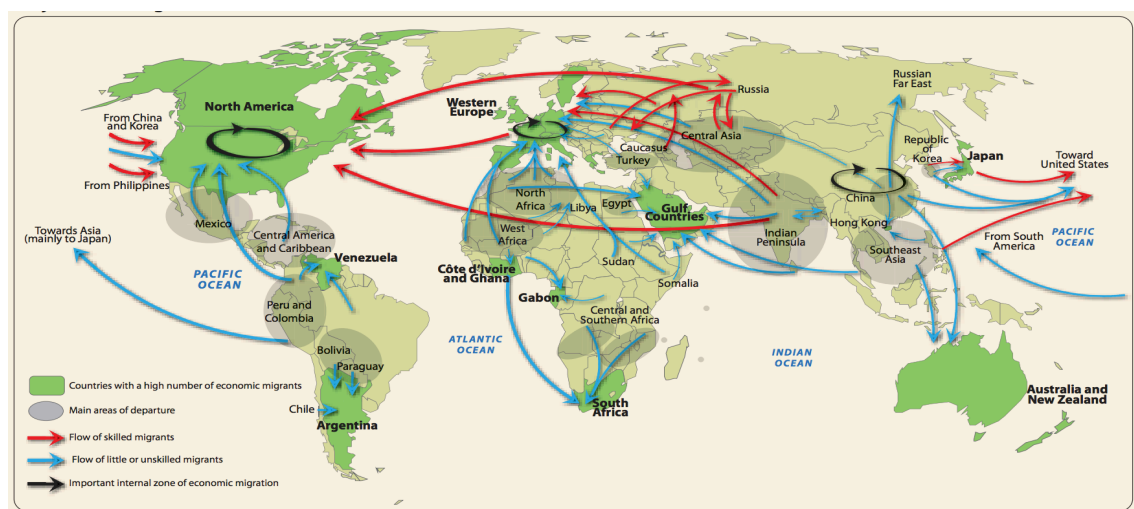 North America
From China
and Korea
From Philippines
Mexico
Central America
and Caribbean
Towards Asia
(mainly to Japan)
PACIFIC
OCEAN
Venezuela
Peru and
Colombia
Bolivia
Paraguay
Chile
Argentina
Western
Europe
Russia
Russian
Far East
Caucasus
Turkey
Central Asia
North
Africa
Libya
Egypt
Gulf
Countries
West
Africa
Sudan
Somalia
Côte d'Ivoire
and Ghana
Gabon
Central and
Southern Africa
ATLANTIC
OCEAN
South
Africa
Indian
Peninsula
INDIAN
OCEAN
China
Hong Kong
Republic
of
Korea
Japan
Toward
United States
Southeast
Asia
From South
America
PACIFIC
OCEAN
Australia and
New Zealand
Countries with a high number of economic migrants
Main areas of departure
Flow of skilled migrants
Flow of little or unskilled migrants
Important internal zone of economic migration